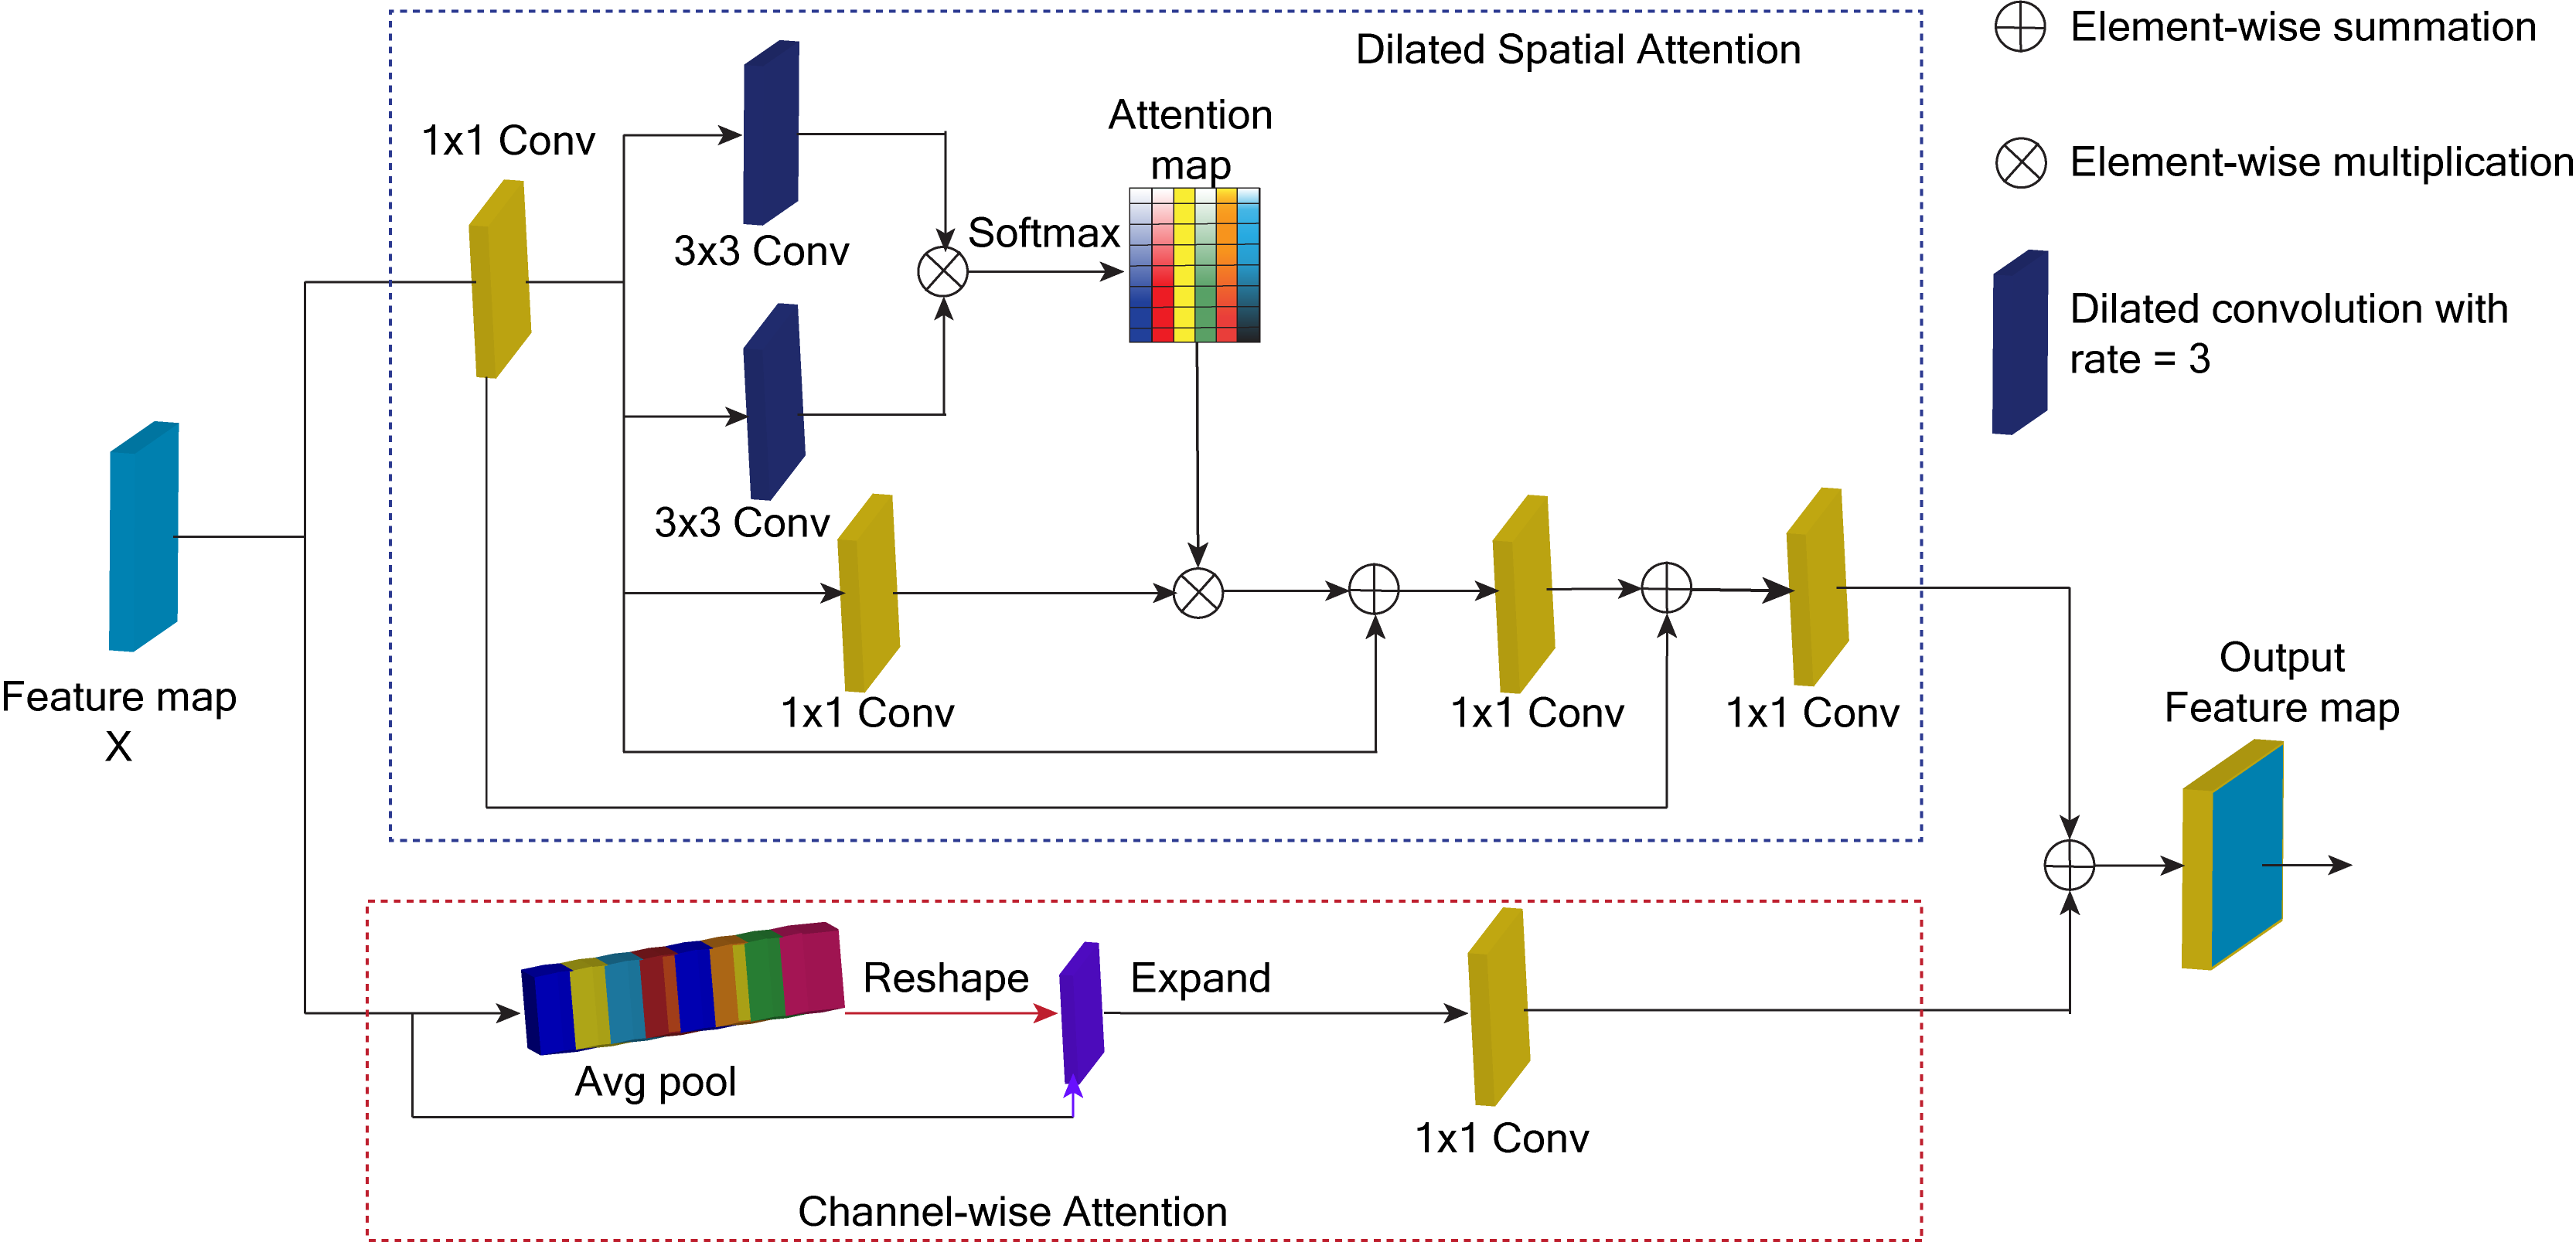 Dilated Spatial Attention
Element-wise summation
Element-wise multiplication
Dilated convolution with
rate = 3
1x1 Conv
3x3 Conv
Softmax
Attention
map
3x3 Conv
1x1 Conv
1x1 Conv
1x1 Conv
Feature map
X
Output
Feature map
Avg pool
Reshape
Expand
1x1 Conv
Channel-wise Attention